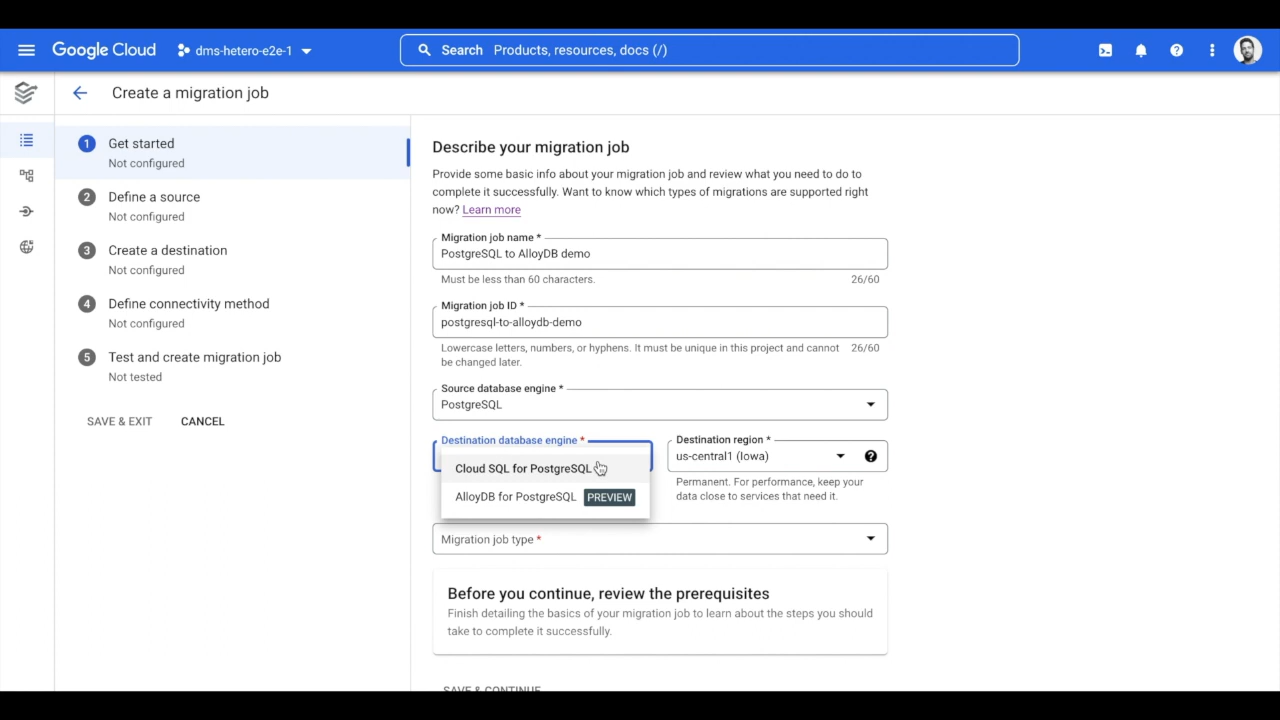 Google Cloud
dms-hetero-e2e-1
Search Products, resources, docs (/)
Create a migration job
1 Get started
Not configured
2 Define a source
Not configured
3 Create a destination
Not configured
4 Define connectivity method
Not configured
5 Test and create migration job
Not tested
SAVE & EXIT CANCEL
Describe your migration job
Provide some basic info about your migration job and review what you need to do to
complete it successfully. Want to know which types of migrations are supported right
now? Learn more
Migration job name *
PostgreSQL to AlloyDB demo
Must be less than 60 characters. 26/60
Migration job ID *
postgresql-to-alloydb-demo
Lowercase letters, numbers, or hyphens. It must be unique in this project and cannot 26/60
be changed later.
Source database engine *
PostgreSQL
Destination database engine *
Cloud SQL for PostgreSQL
AlloyDB for PostgreSQL PREVIEW
Destination region *
us-central1 (Iowa)
Permanent. For performance, keep your
data close to services that need it.
Migration job type *
Before you continue, review the prerequisites
Finish detailing the basics of your migration job to learn about the steps you should
take to complete it successfully.
SAVE & CONTINUE